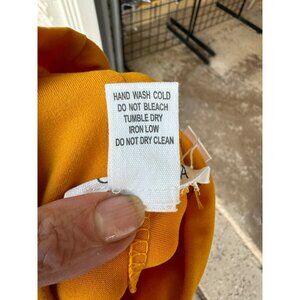 HAND WASH COLD
DO NOT BLEACH
TUMBLE DRY
IRON LOW
DO NOT DRY CLEAN